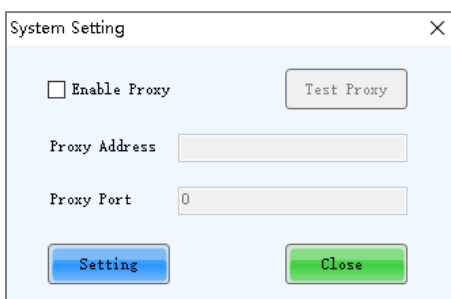 System Setting
Enable Proxy
Test Proxy
Proxy Address
Proxy Port
0
Setting
Close